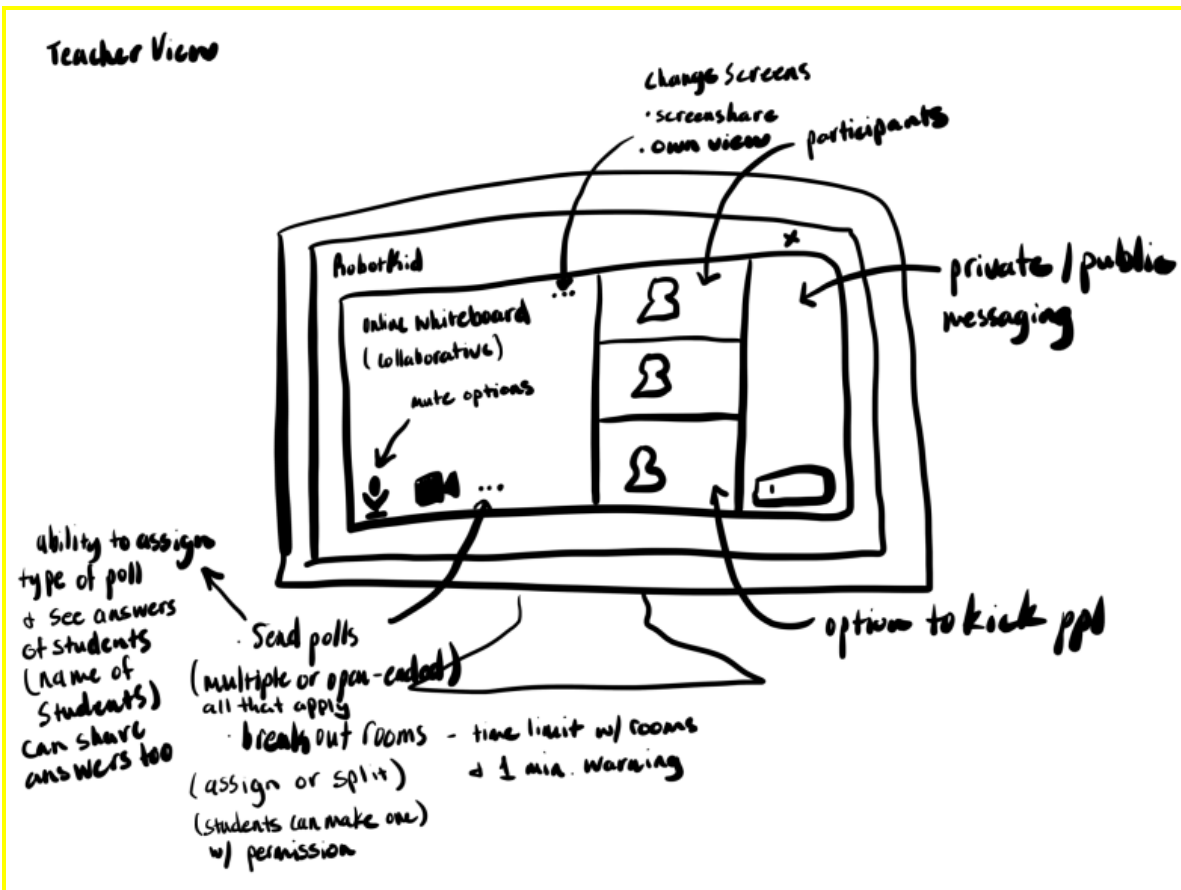 Teacher View
change screens
· screenshare
· own view
participants
RobotKid
x
private / public
messaging
...
online whiteboard
(collaborative)
mute options
...
ability to assign
type of poll
& see answers
of students
(name of
students)
can share
answers too
· Send polls
(multiple or open-ended)
all that apply
· break out rooms - time limit w/ rooms
& 1 min. warning
(assign or split)
(students can make one)
w/ permission
option to kick ppl